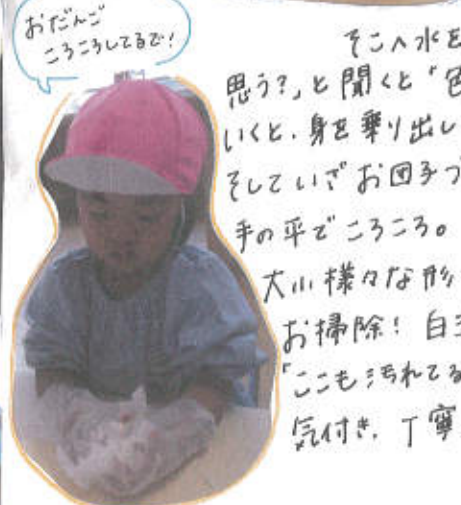 おだんご
ころころしてるで!
そこへ水を
思う?」と聞くと「色
いくと、身を乗り出し
そしていざお団子づ
手の平でころころ。
大小様々な形
お掃除! 白玉
「ここも汚れてる
気付き、丁寧